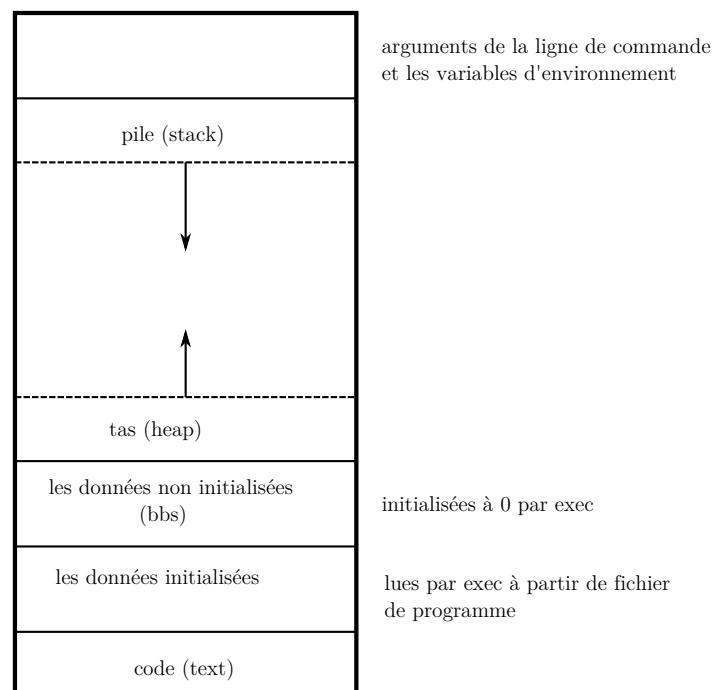 arguments de la ligne de commande
et les variables d'environnement
pile (stack)
tas (heap)
les données non initialisées
(bbs)
initialisées à 0 par exec
les données initialisées
lues par exec à partir de fichier
de programme
code (text)